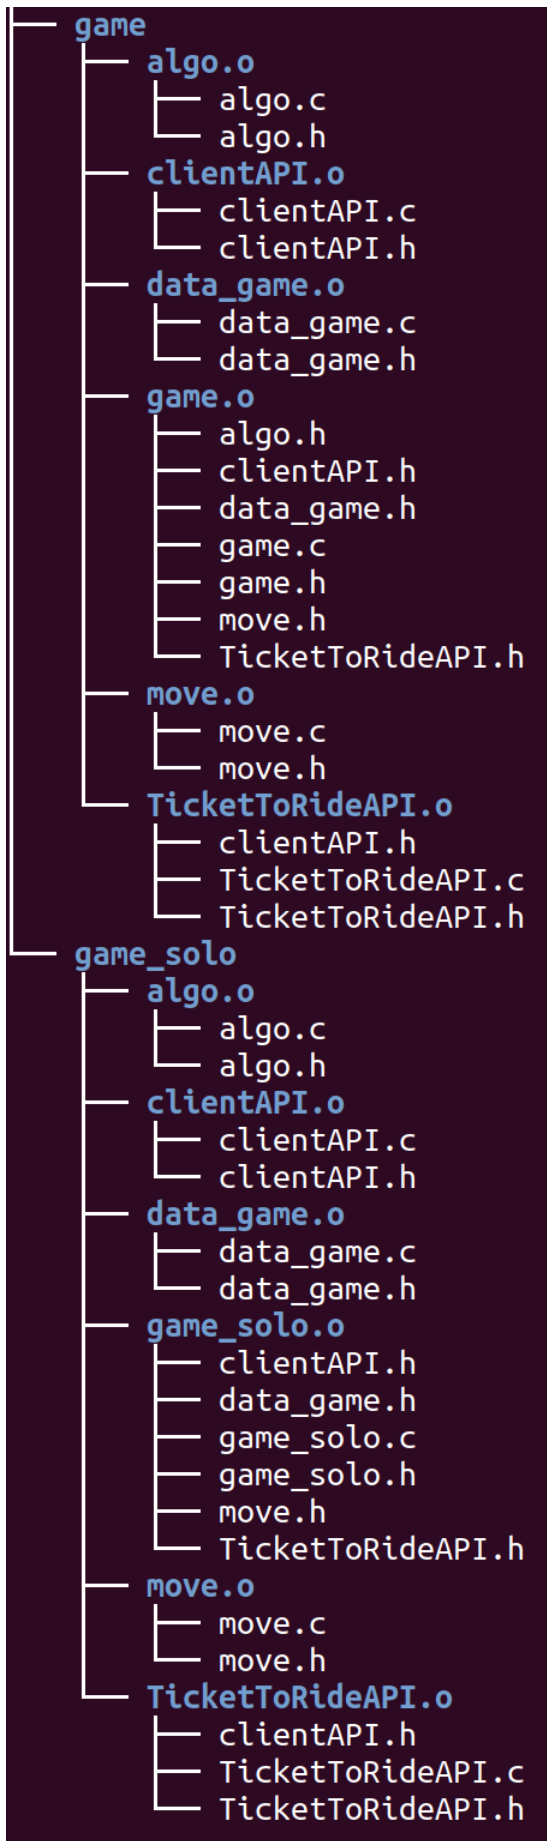 game
algo.o
algo.c
algo.h
clientAPI.o
clientAPI.c
clientAPI.h
data_game.o
data_game.c
data_game.h
game.o
algo.h
clientAPI.h
data_game.h
game.c
game.h
move.h
TicketToRideAPI.h
move.o
move.c
move.h
TicketToRideAPI.o
clientAPI.h
TicketToRideAPI.c
TicketToRideAPI.h
game_solo
algo.o
algo.c
algo.h
clientAPI.o
clientAPI.c
clientAPI.h
data_game.o
data_game.c
data_game.h
game_solo.o
clientAPI.h
data_game.h
game_solo.c
game_solo.h
move.h
TicketToRideAPI.h
move.o
move.c
move.h
TicketToRideAPI.o
clientAPI.h
TicketToRideAPI.c
TicketToRideAPI.h